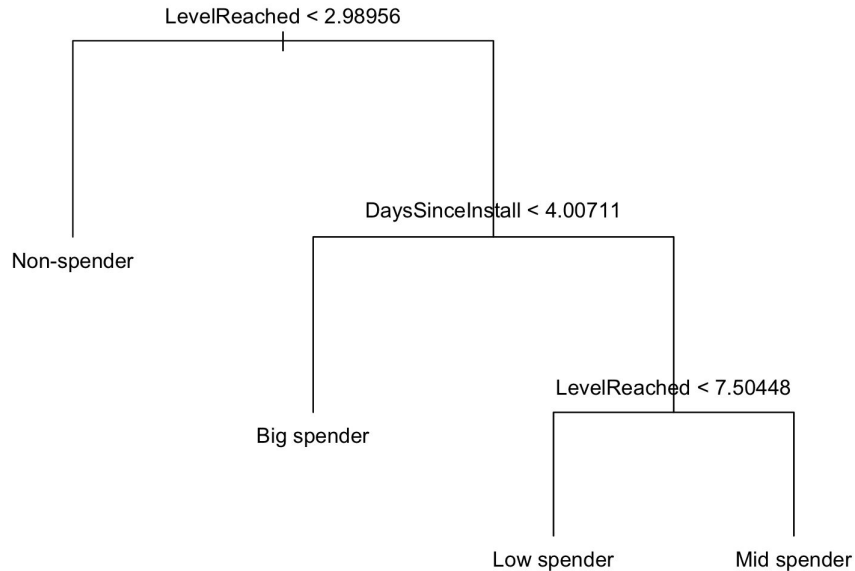 LevelReached < 2.98956
DaysSinceInstall < 4.00711
Non-spender
LevelReached < 7.50448
Big spender
Low spender
Mid spender